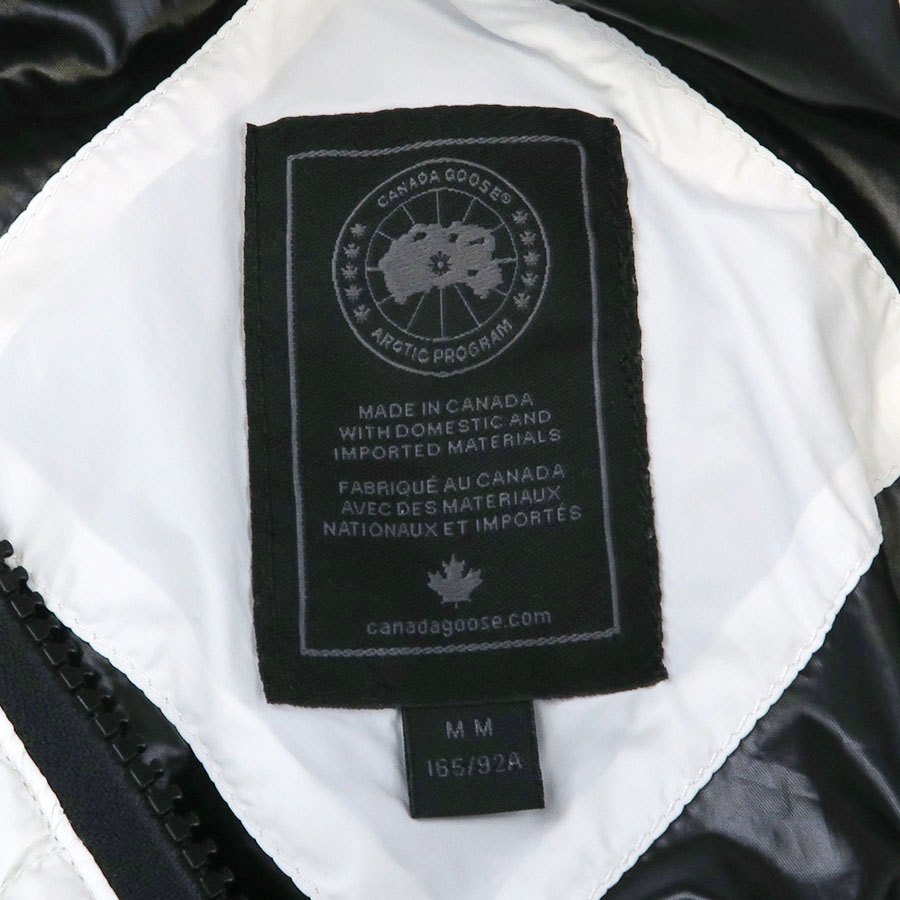 CANADA GOOSE®
ARCTIC PROGRAM
MADE IN CANADA
WITH DOMESTIC AND
IMPORTED MATERIALS
FABRIQUÉ AU CANADA
AVEC DES MATERIAUX
NATIONAUX ET IMPORTÉS
canadagoose.com
M M
165/92A